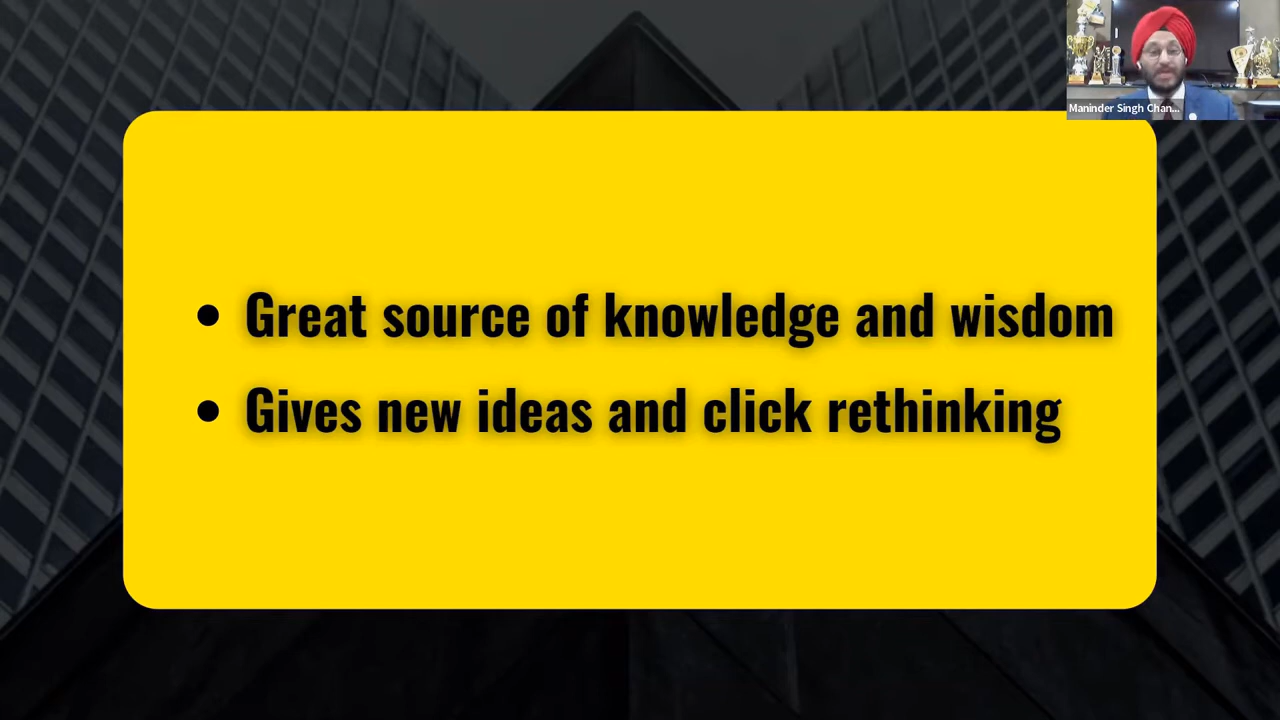 Maninder Singh Chan...
• Great source of knowledge and wisdom
• Gives new ideas and click rethinking